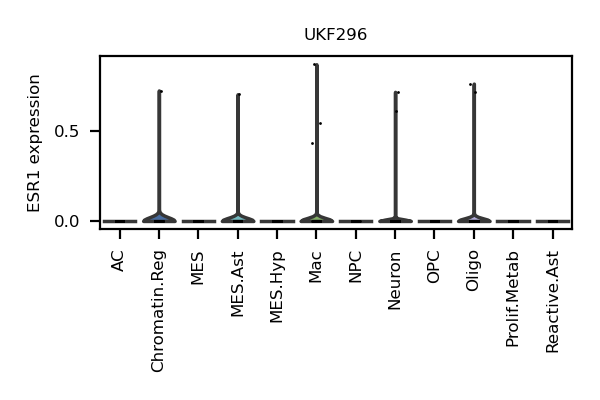 UKF296
ESR1 expression
0.5
0.0
AC
Chromatin.Reg
MES
MES.Ast
MES.Hyp
Mac
NPC
Neuron
OPC
Oligo
Prolif.Metab
Reactive.Ast